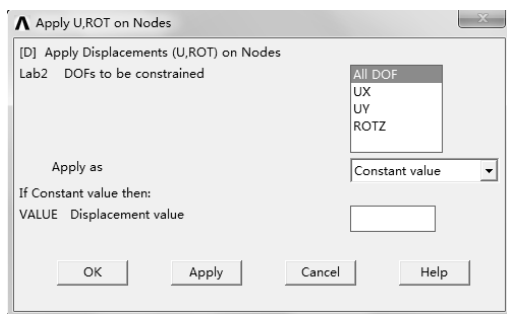 Apply U,ROT on Nodes
[D] Apply Displacements (U,ROT) on Nodes
Lab2 DOFs to be constrained
All DOF
UX
UY
ROTZ
Apply as
Constant value
If Constant value then:
VALUE Displacement value
OK Apply Cancel Help